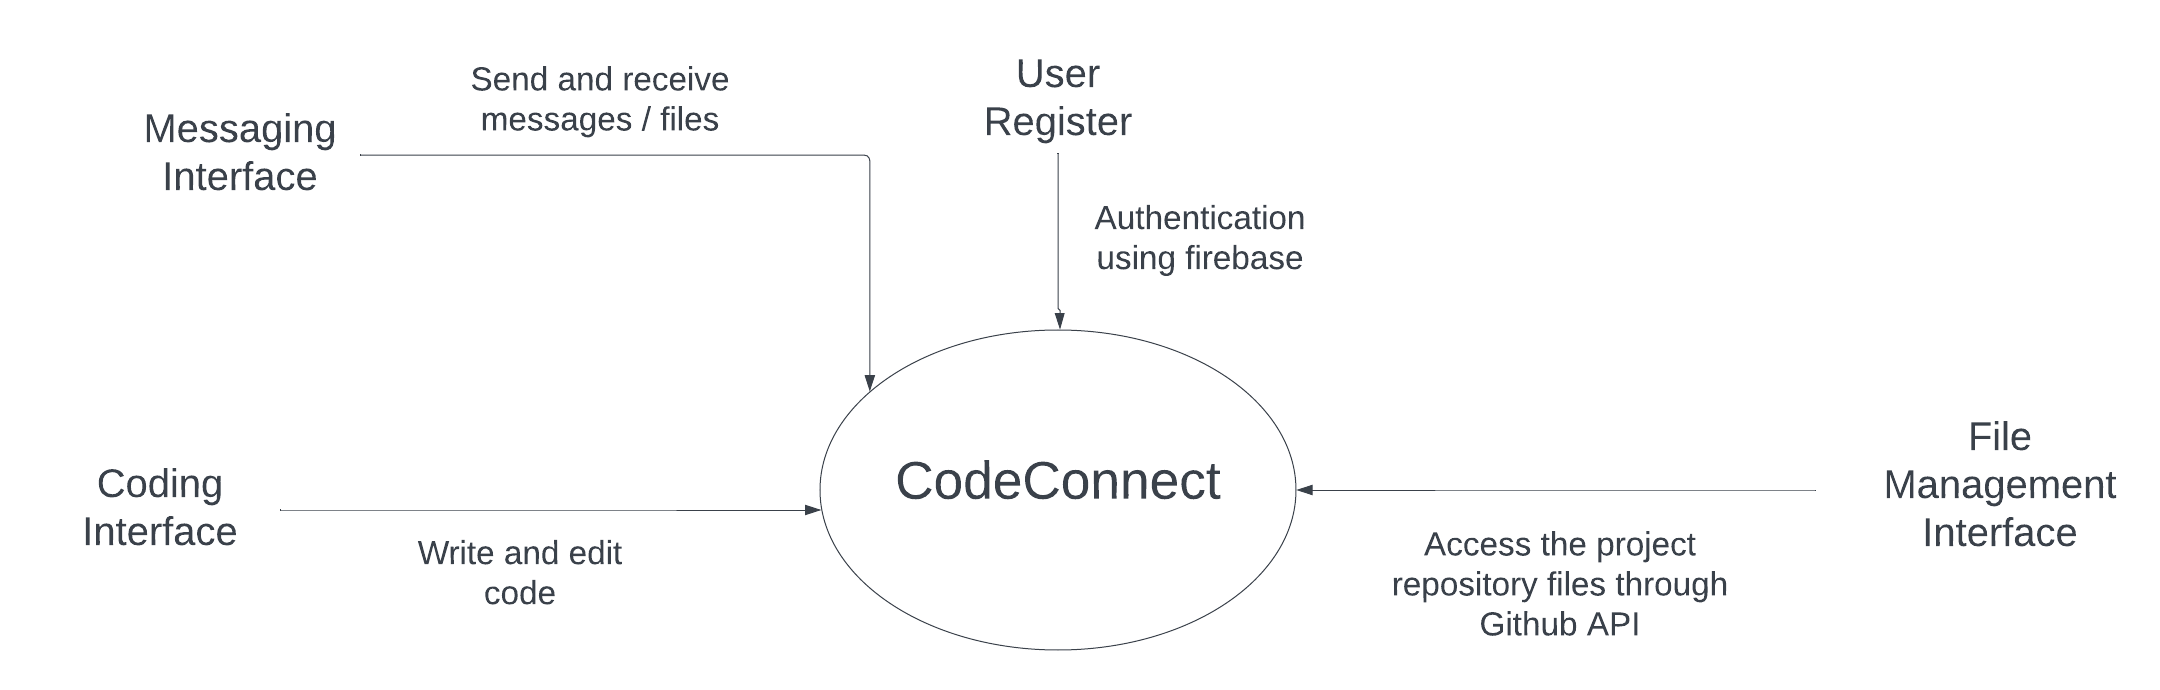 Messaging
Interface
Send and receive
messages / files
User
Register
Authentication
using firebase
Coding
Interface
Write and edit
code
CodeConnect
File
Management
Interface
Access the project
repository files through
Github API